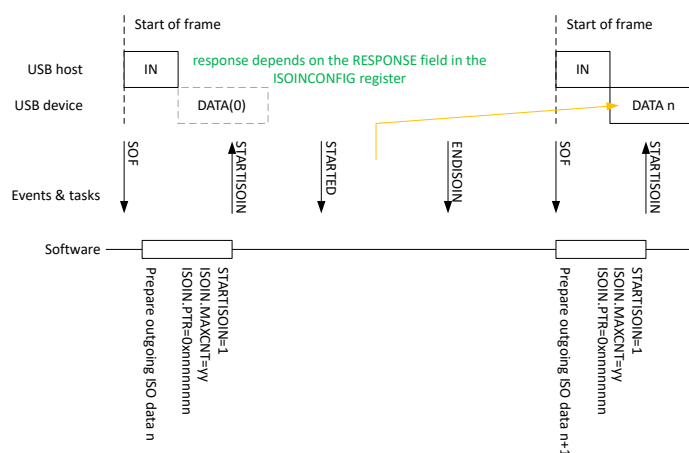 Start of frame
Start of frame
USB host
IN
response depends on the RESPONSE field in the
ISOINCONFIG register
IN
USB device
DATA(0)
DATA n
Events & tasks
SOF
STARTISOIN
STARTED
ENDISOIN
SOF
STARTISOIN
Software
STARTISOIN=1
ISOIN.MAXCNT=yy
ISOIN.PTR=0xnnnnnnnn
Prepare outgoing ISO data n
STARTISOIN=1
ISOIN.MAXCNT=yy
ISOIN.PTR=0xnnnnnnnn
Prepare outgoing ISO data n+1